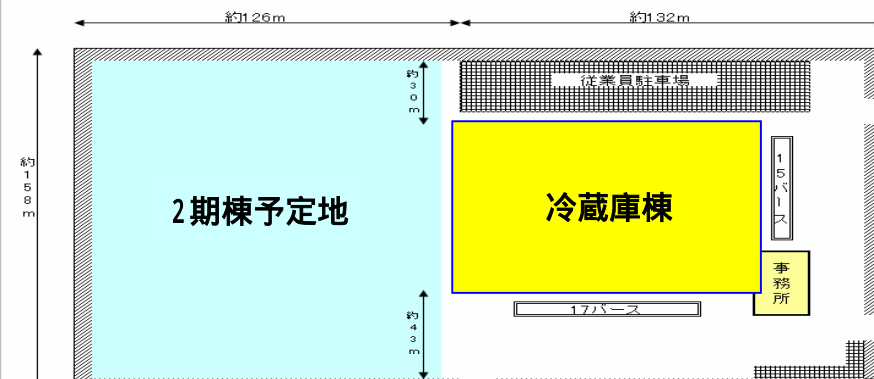 約126m
約132m
約30m
従業員駐車場
約158m
15バース
2期棟予定地
冷蔵庫棟
事務所
17バース
約43m